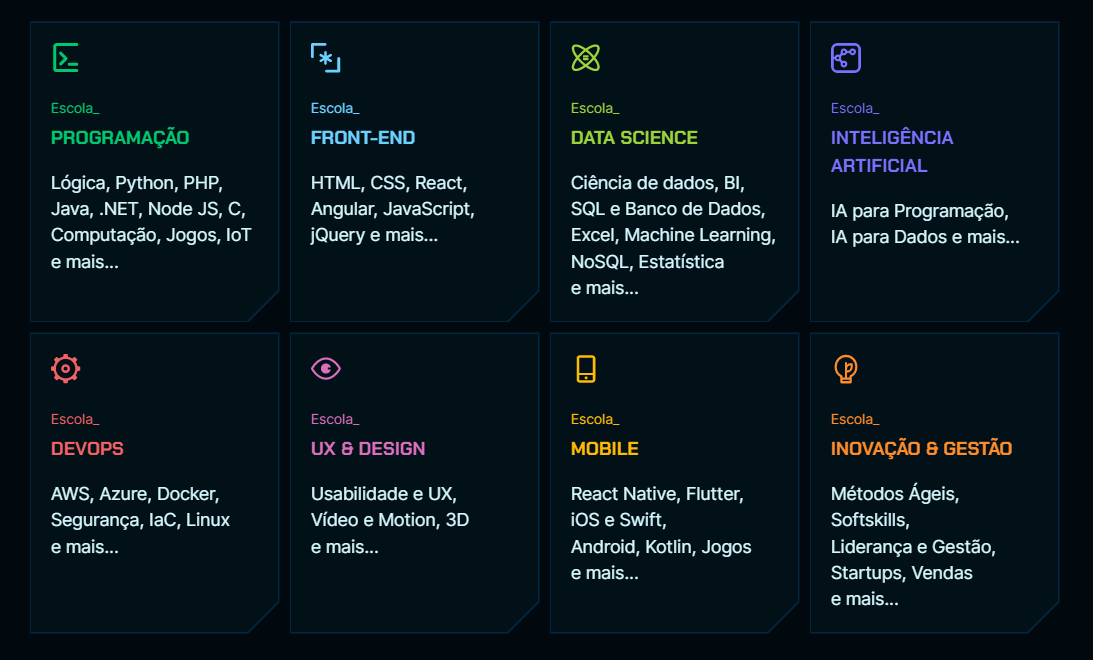 Escola_
PROGRAMAÇÃO
Lógica, Python, PHP,
Java, .NET, Node JS, C,
Computação, Jogos, IoT
e mais...
Escola_
FRONT-END
HTML, CSS, React,
Angular, JavaScript,
jQuery e mais...
Escola_
DATA SCIENCE
Ciência de dados, BI,
SQL e Banco de Dados,
Excel, Machine Learning,
NoSQL, Estatística
e mais...
Escola_
INTELIGÊNCIA
ARTIFICIAL
IA para Programação,
IA para Dados e mais...
Escola_
DEVOPS
AWS, Azure, Docker,
Segurança, IaC, Linux
e mais...
Escola_
UX & DESIGN
Usabilidade e UX,
Vídeo e Motion, 3D
e mais...
Escola_
MOBILE
React Native, Flutter,
iOS e Swift,
Android, Kotlin, Jogos
e mais...
Escola_
INOVAÇÃO & GESTÃO
Métodos Ágeis,
Softskills,
Liderança e Gestão,
Startups, Vendas
e mais...